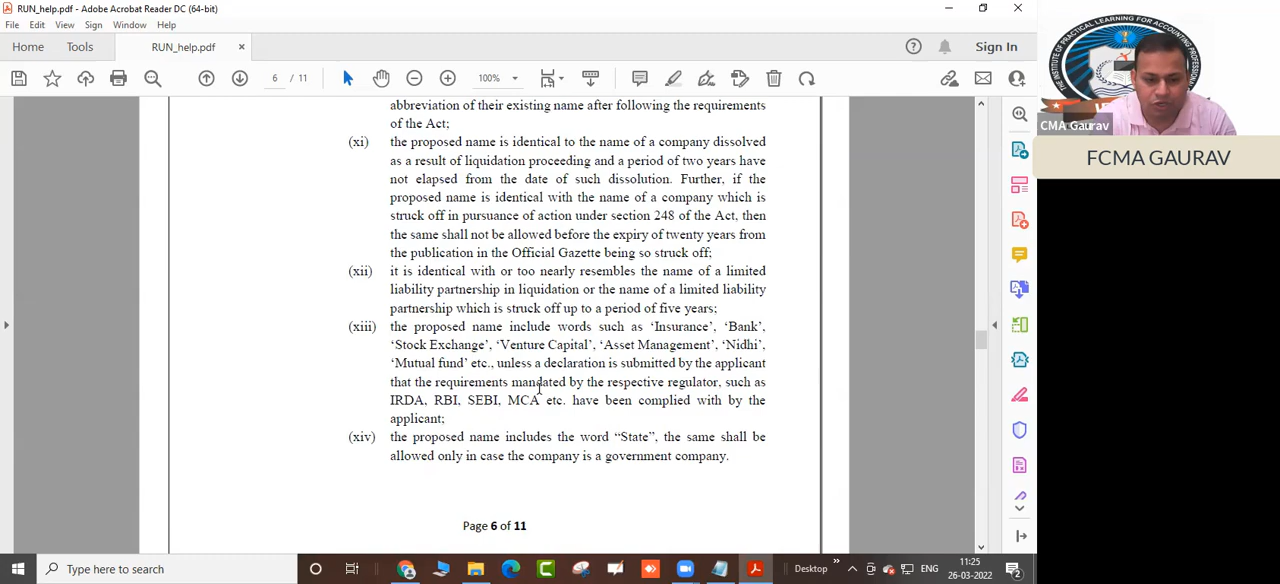 RUN_help.pdf - Adobe Acrobat Reader DC (64-bit)
File Edit View Sign Window Help
Home Tools RUN_help.pdf × Sign In
6 / 11 100%
abbreviation of their existing name after following the requirements
of the Act;
(xi) the proposed name is identical to the name of a company dissolved
as a result of liquidation proceeding and a period of two years have
not elapsed from the date of such dissolution. Further, if the
proposed name is identical with the name of a company which is
struck off in pursuance of action under section 248 of the Act, then
the same shall not be allowed before the expiry of twenty years from
the publication in the Official Gazette being so struck off;
(xii) it is identical with or too nearly resembles the name of a limited
liability partnership in liquidation or the name of a limited liability
partnership which is struck off up to a period of five years;
(xiii) the proposed name include words such as ‘Insurance’, ‘Bank’,
‘Stock Exchange’, ‘Venture Capital’, ‘Asset Management’, ‘Nidhi’,
‘Mutual fund’ etc., unless a declaration is submitted by the applicant
that the requirements mandated by the respective regulator, such as
IRDA, RBI, SEBI, MCA etc. have been complied with by the
applicant;
(xiv) the proposed name includes the word “State”, the same shall be
allowed only in case the company is a government company.
Page 6 of 11
CMA Gaurav
FCMA GAURAV
Type here to search
Desktop
ENG
11:25
26-03-2022
2